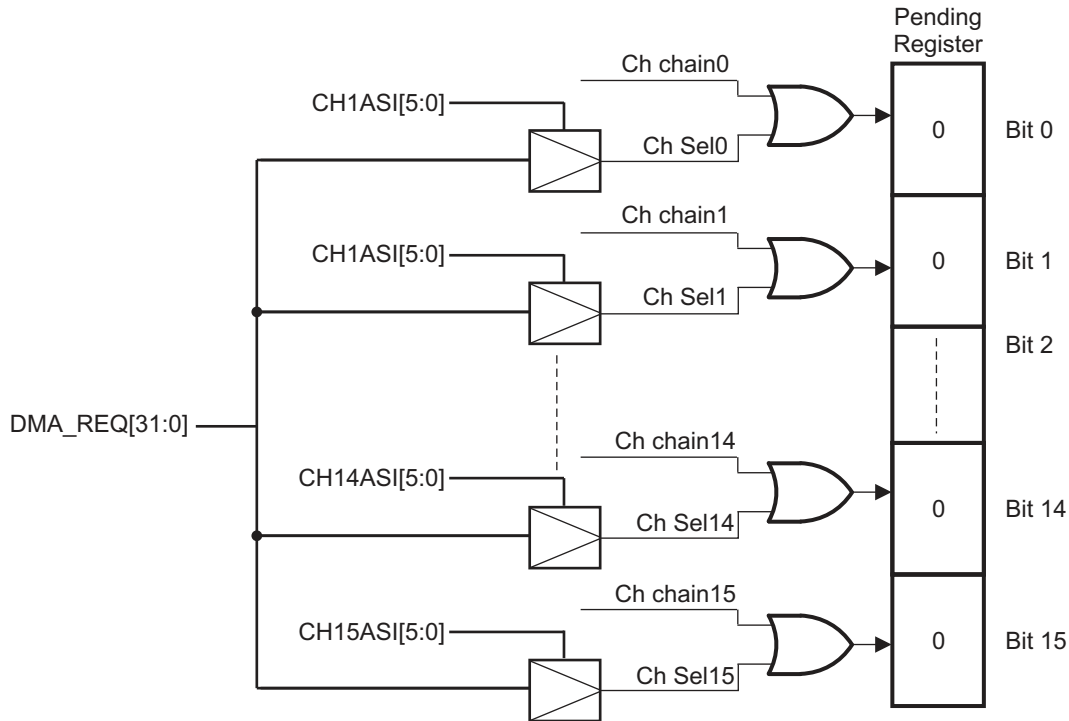 Pending
Register
Ch chain0
CH1ASI[5:0]
0
Bit 0
Ch Sel0
Ch chain1
CH1ASI[5:0]
0
Bit 1
Ch Sel1
Bit 2
DMA_REQ[31:0]
Ch chain14
CH14ASI[5:0]
0
Bit 14
Ch Sel14
Ch chain15
CH15ASI[5:0]
0
Bit 15
Ch Sel15